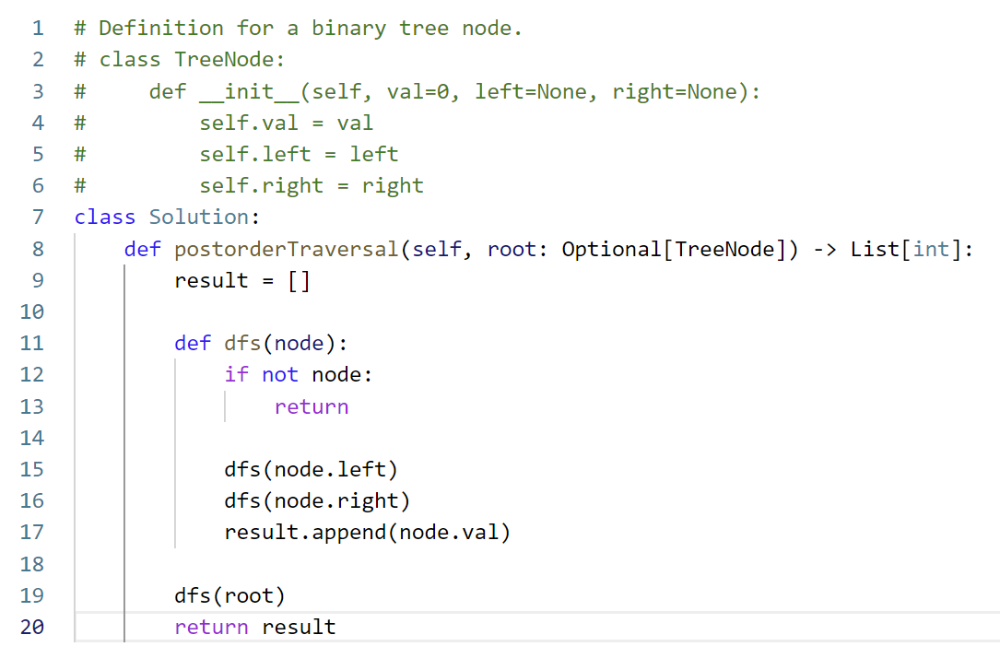 1 # Definition for a binary tree node.
2 # class TreeNode:
3 #     def __init__(self, val=0, left=None, right=None):
4 #         self.val = val
5 #         self.left = left
6 #         self.right = right
7 class Solution:
8     def postorderTraversal(self, root: Optional[TreeNode]) -> List[int]:
9         result = []
10
11         def dfs(node):
12             if not node:
13                 return
14
15             dfs(node.left)
16             dfs(node.right)
17             result.append(node.val)
18
19         dfs(root)
20         return result